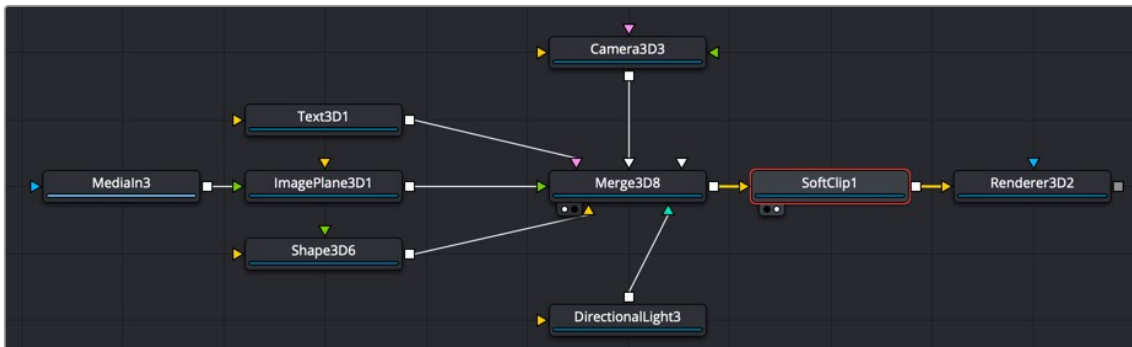 Camera3D3
Text3D1
MediaIn3
ImagePlane3D1
Merge3D8
SoftClip1
Renderer3D2
Shape3D6
DirectionalLight3